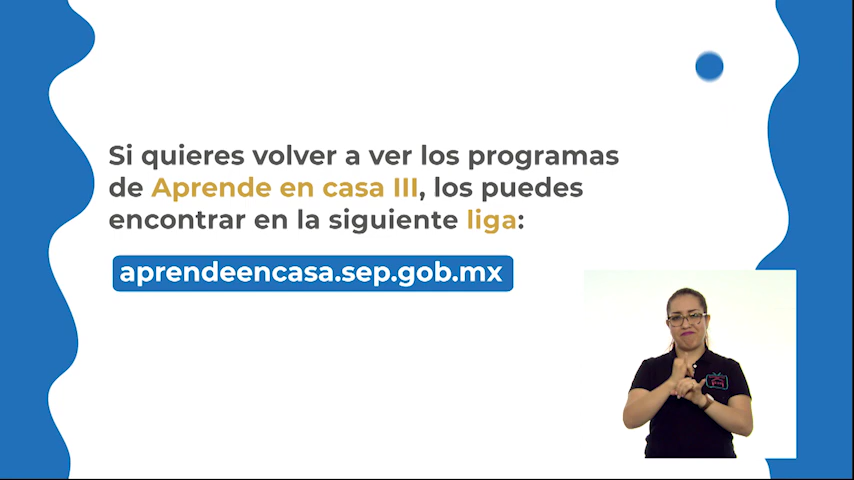 Si quieres volver a ver los programas
de Aprende en casa III, los puedes
encontrar en la siguiente liga:
aprendeencasa.sep.gob.mx